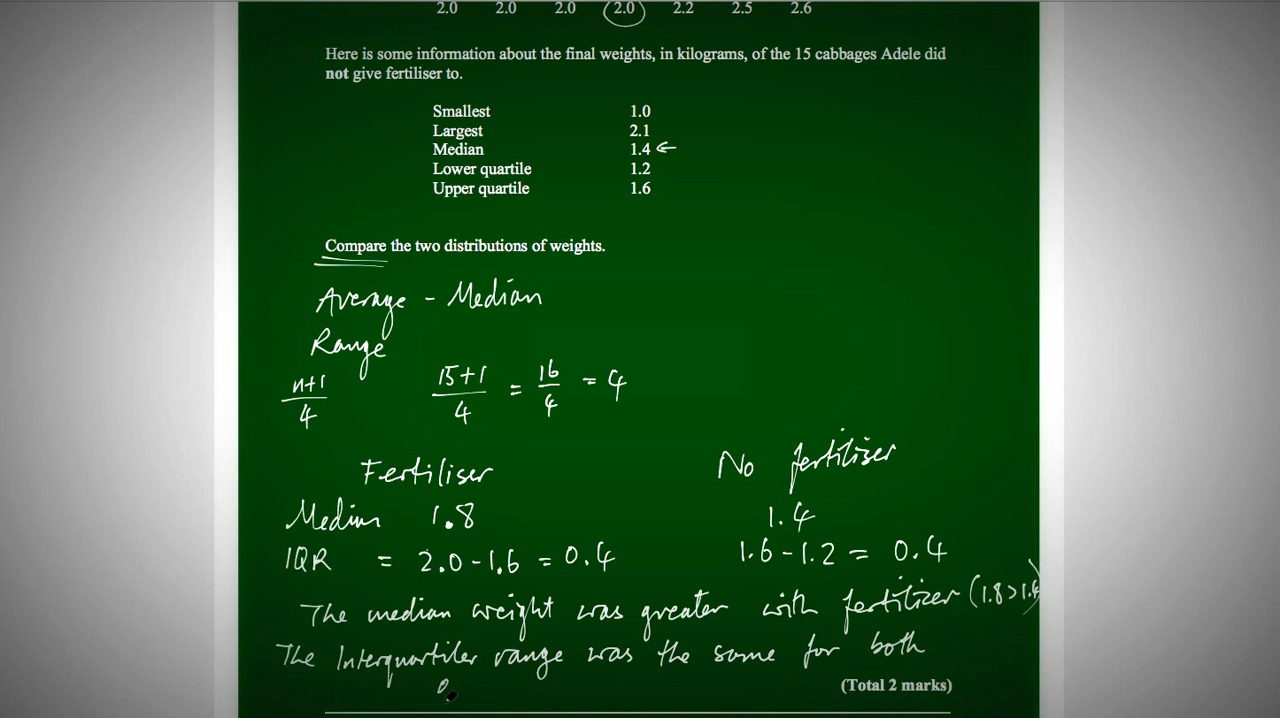 2.0 2.0 2.0 2.0 2.2 2.5 2.6
Here is some information about the final weights, in kilograms, of the 15 cabbages Adele did
not give fertiliser to.
Smallest 1.0
Largest 2.1
Median 1.4 ←
Lower quartile 1.2
Upper quartile 1.6
Compare the two distributions of weights.
Average - Median
Range
n+1/4 15+1/4 = 16/4 = 4
Fertiliser No fertiliser
Median 1.8 1.4
IQR = 2.0 - 1.6 = 0.4 1.6 - 1.2 = 0.4
The median weight was greater with fertilizer (1.8 > 1.4)
The Interquartiler range was the same for both
0
(Total 2 marks)